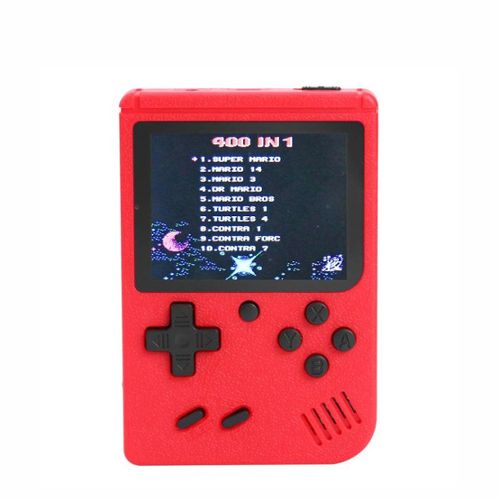 400 IN 1
1.SUPER MARIO
2.MARIO 14
3.MARIO 3
4.DR MARIO
5.MARIO BROS
6.TURTLES 1
7.TURTLES 4
8.CONTRA 1
9.CONTRA FORC
10.CONTRA 7
X
Y A
B